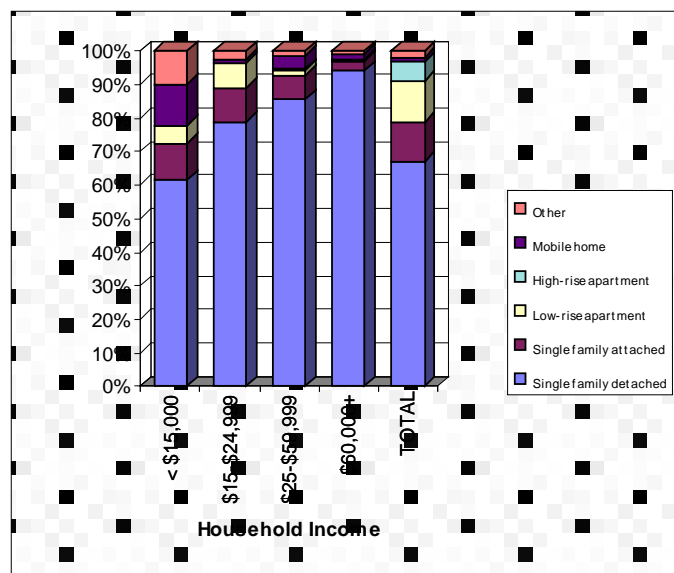 100%
90%
80%
70%
60%
50%
40%
30%
20%
10%
0%
< $15,000
$15-$24,999
$25-$59,999
$60,000+
TOTAL
Household Income
Other
Mobile home
High-rise apartment
Low-rise apartment
Single family attached
Single family detached